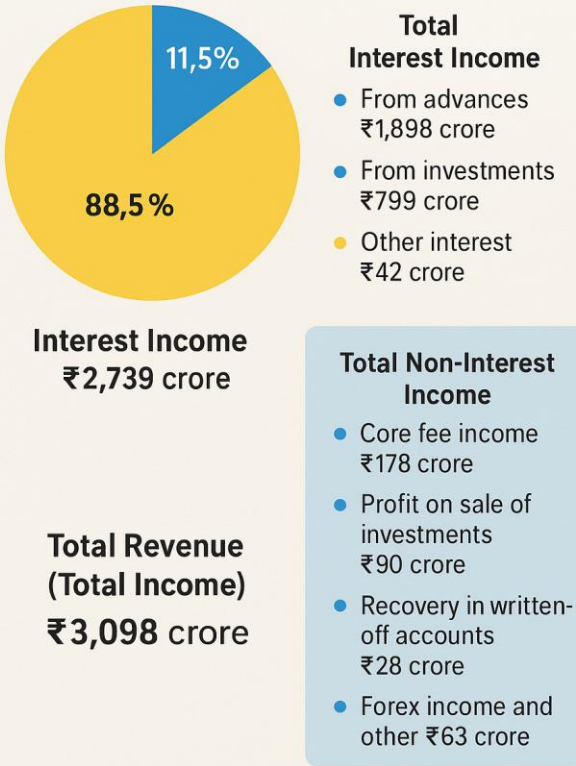 11,5%
88,5%
Interest Income
₹2,739 crore
Total Revenue
(Total Income)
₹3,098 crore
Total
Interest Income
From advances
₹1,898 crore
From investments
₹799 crore
Other interest
₹42 crore
Total Non-Interest
Income
Core fee income
₹178 crore
Profit on sale of
investments
₹90 crore
Recovery in written-
off accounts
₹28 crore
Forex income and
other ₹63 crore